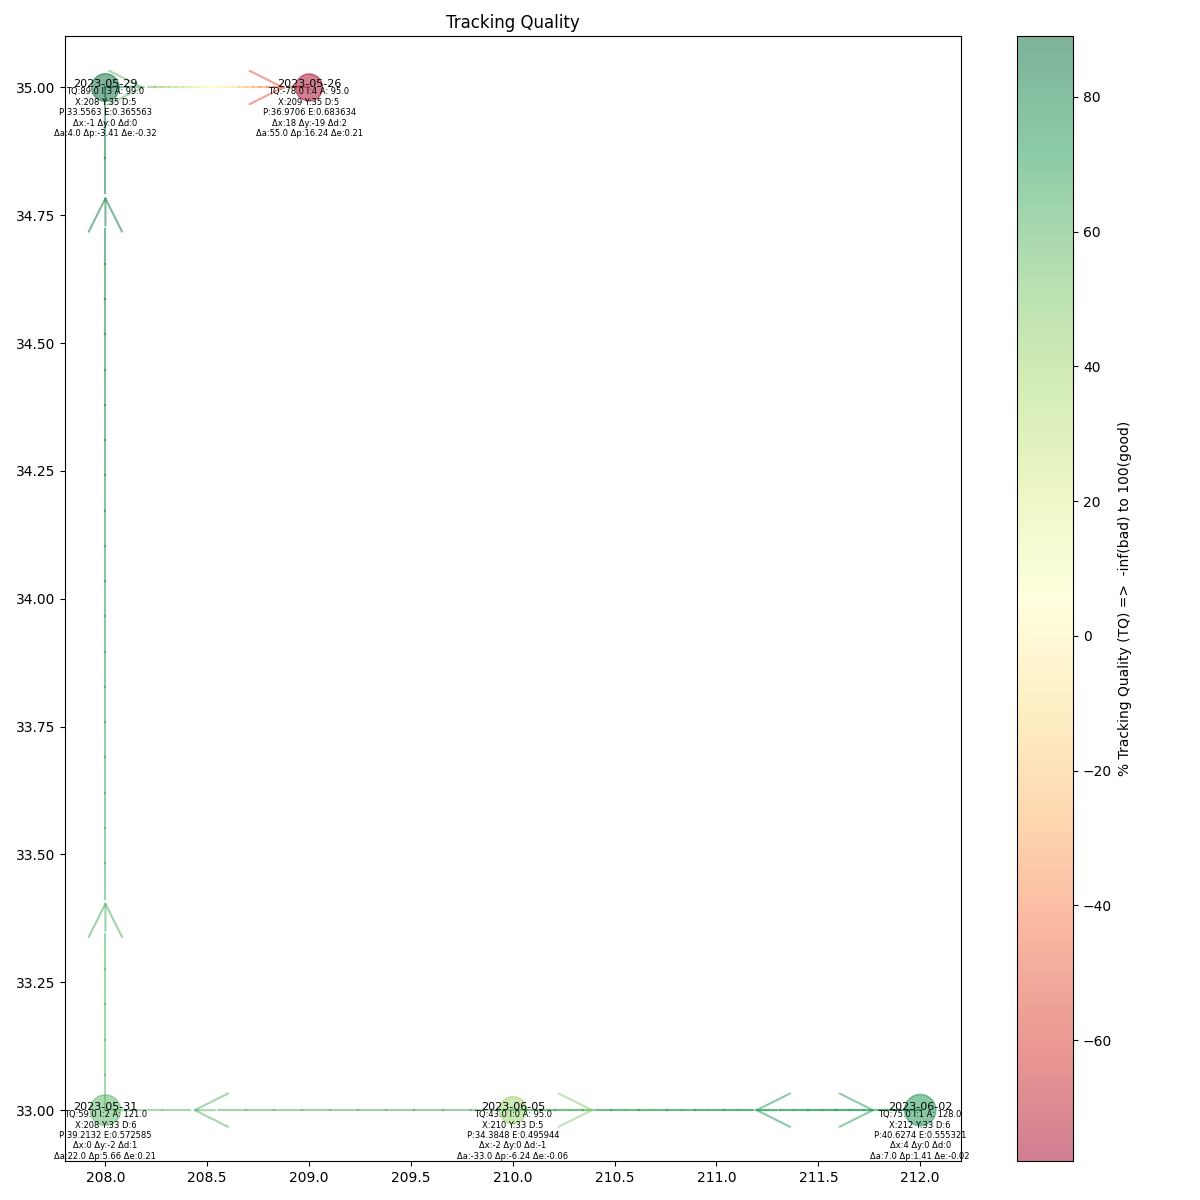 Tracking Quality
35.00
34.75
34.50
34.25
34.00
33.75
33.50
33.25
33.00
2023-05-29
TQ:89.0 I:3 A: 99.0
X:208 Y:35 D:5
P:33.5563 E:0.365563
Δx:-1 Δy:0 Δd:0
Δa:4.0 Δp:-3.41 Δe:-0.32
2023-05-26
TQ:-78.0 I:4 A: 95.0
X:209 Y:35 D:5
P:36.9706 E:0.683634
Δx:18 Δy:-19 Δd:2
Δa:55.0 Δp:16.24 Δe:0.21
2023-05-31
TQ:59.0 I:2 A: 121.0
X:208 Y:33 D:6
P:39.2132 E:0.572585
Δx:0 Δy:-2 Δd:1
Δa:22.0 Δp:5.66 Δe:0.21
2023-06-05
TQ:43.0 I:0 A: 95.0
X:210 Y:33 D:5
P:34.3848 E:0.495944
Δx:-2 Δy:0 Δd:-1
Δa:-33.0 Δp:-6.24 Δe:-0.06
2023-06-02
TQ:75.0 I:1 A: 128.0
X:212 Y:33 D:6
P:40.6274 E:0.555321
Δx:4 Δy:0 Δd:0
Δa:7.0 Δp:1.41 Δe:-0.02
208.0 208.5 209.0 209.5 210.0 210.5 211.0 211.5 212.0
80
60
40
20
0
−20
−40
−60
% Tracking Quality (TQ) => -inf(bad) to 100(good)